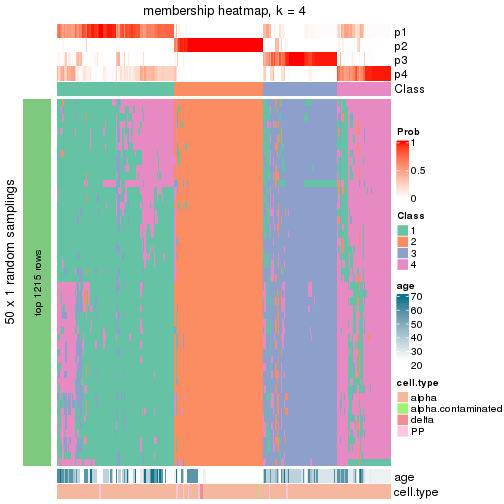 membership heatmap, k = 4
p1
p2
p3
p4
Class
50 x 1 random samplings
top 1215 rows
age
cell.type
Prob
1
0.5
0
Class
1
2
3
4
age
70
60
50
40
30
20
cell.type
alpha
alpha.contaminated
delta
PP